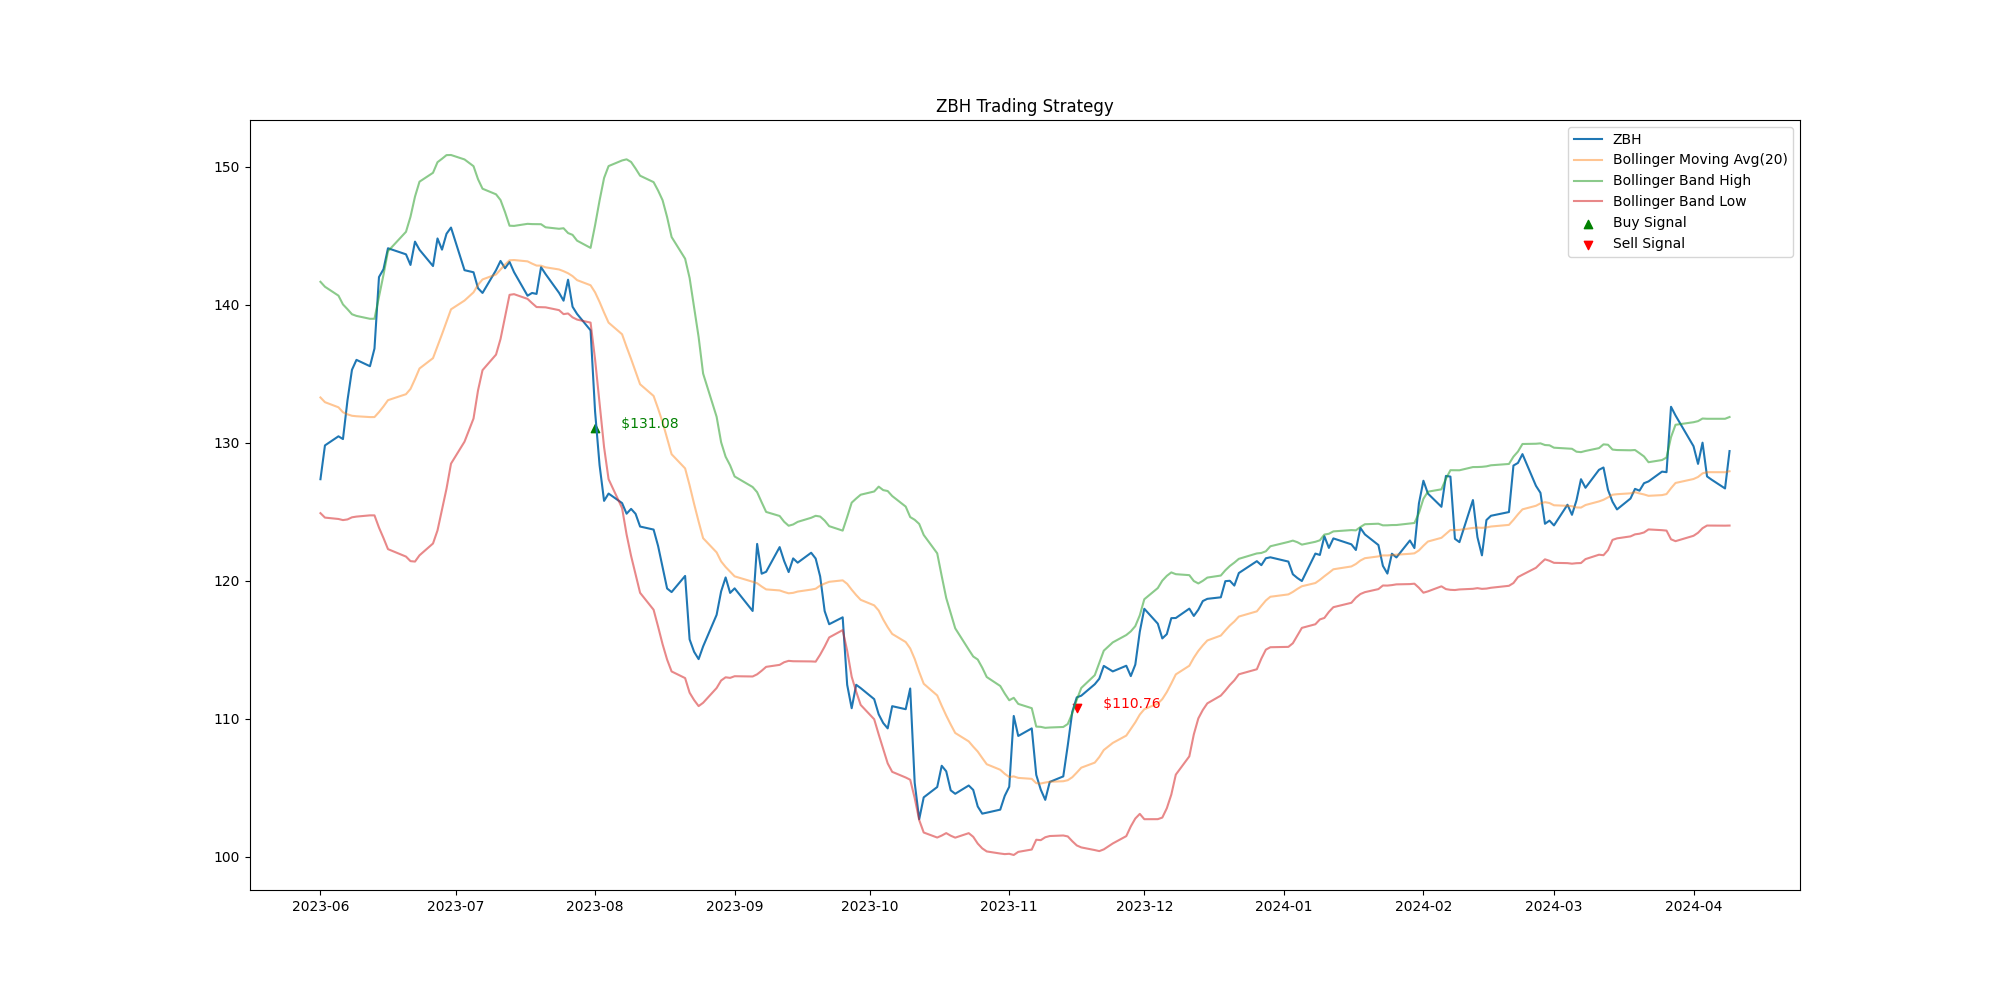 ZBH Trading Strategy
ZBH
Bollinger Moving Avg(20)
Bollinger Band High
Bollinger Band Low
Buy Signal
Sell Signal
150
140
130
120
110
100
$131.08
$110.76
2023-06 2023-07 2023-08 2023-09 2023-10 2023-11 2023-12 2024-01 2024-02 2024-03 2024-04